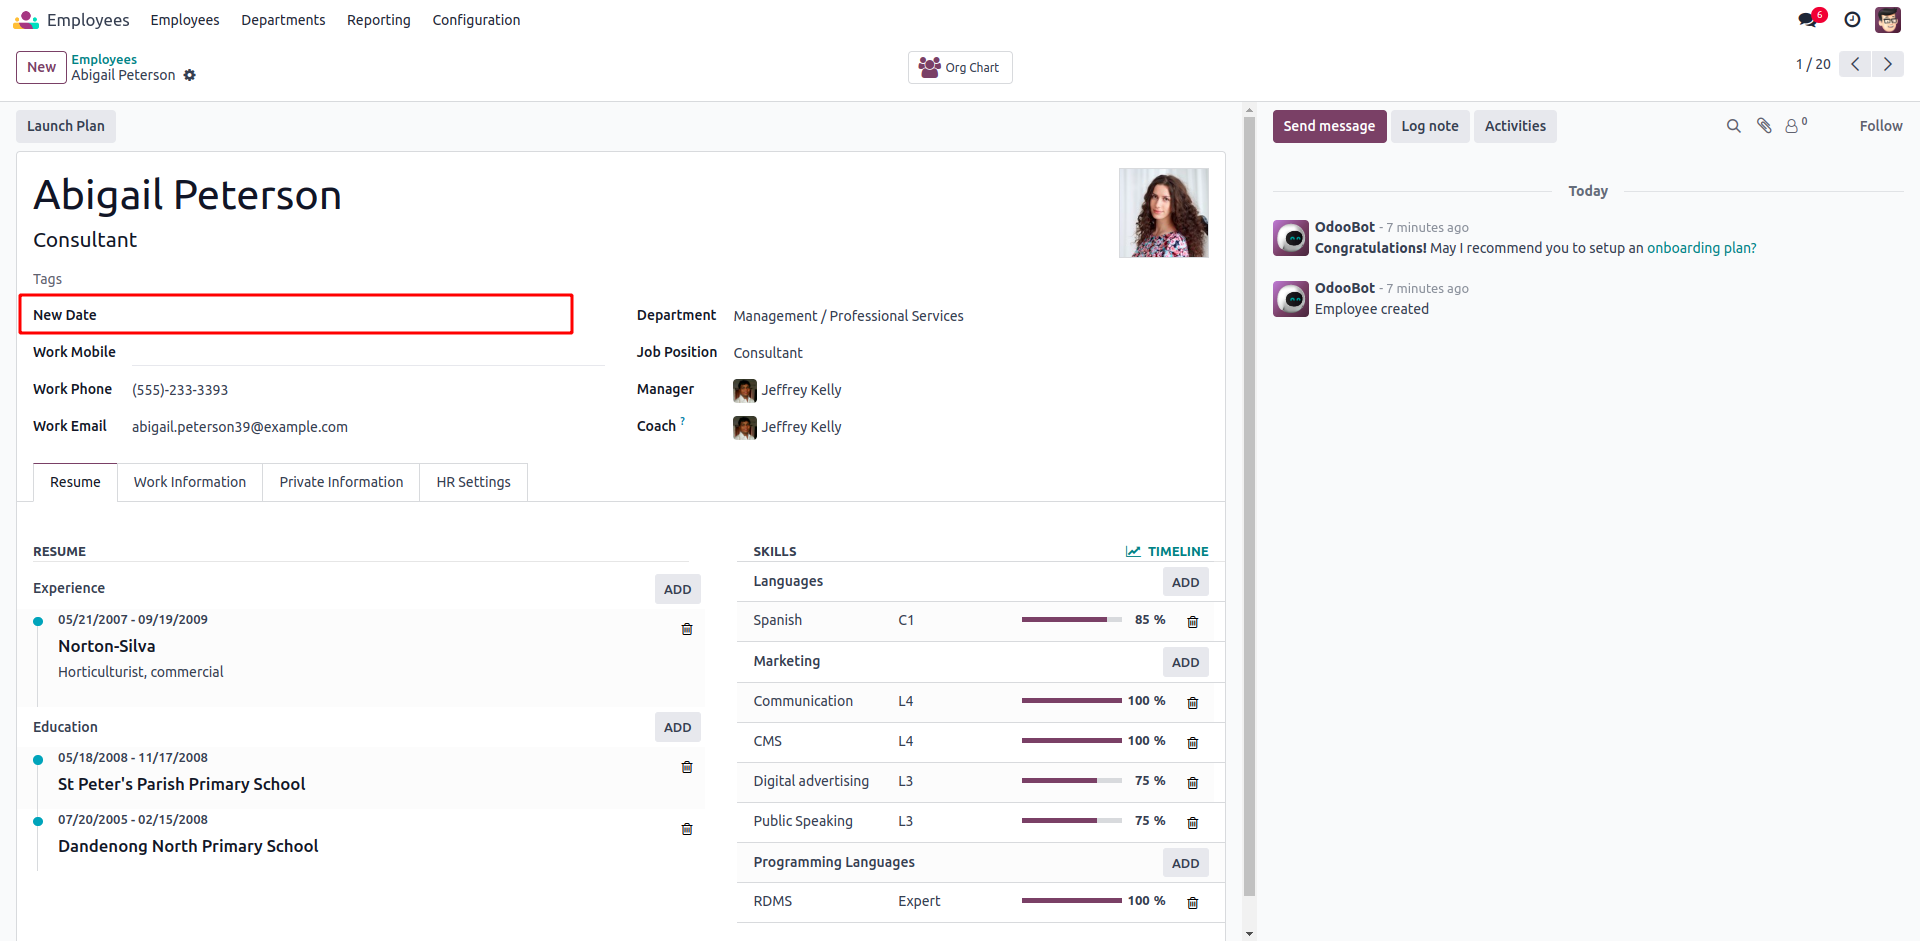 Employees Employees Departments Reporting Configuration 6
New Employees
Abigail Peterson
Org Chart
1 / 20
Launch Plan
Send message Log note Activities 0 Follow
Abigail Peterson
Consultant
Tags
New Date
Work Mobile
Work Phone (555)-233-3393
Work Email abigail.peterson39@example.com
Department Management / Professional Services
Job Position Consultant
Manager Jeffrey Kelly
Coach ? Jeffrey Kelly
Resume Work Information Private Information HR Settings
RESUME
Experience ADD
05/21/2007 - 09/19/2009
Norton-Silva
Horticulturist, commercial
Education ADD
05/18/2008 - 11/17/2008
St Peter's Parish Primary School
07/20/2005 - 02/15/2008
Dandenong North Primary School
SKILLS TIMELINE
Languages ADD
Spanish C1 85 %
Marketing ADD
Communication L4 100 %
CMS L4 100 %
Digital advertising L3 75 %
Public Speaking L3 75 %
Programming Languages ADD
RDMS Expert 100 %
Today
OdooBot - 7 minutes ago
Congratulations! May I recommend you to setup an onboarding plan?
OdooBot - 7 minutes ago
Employee created